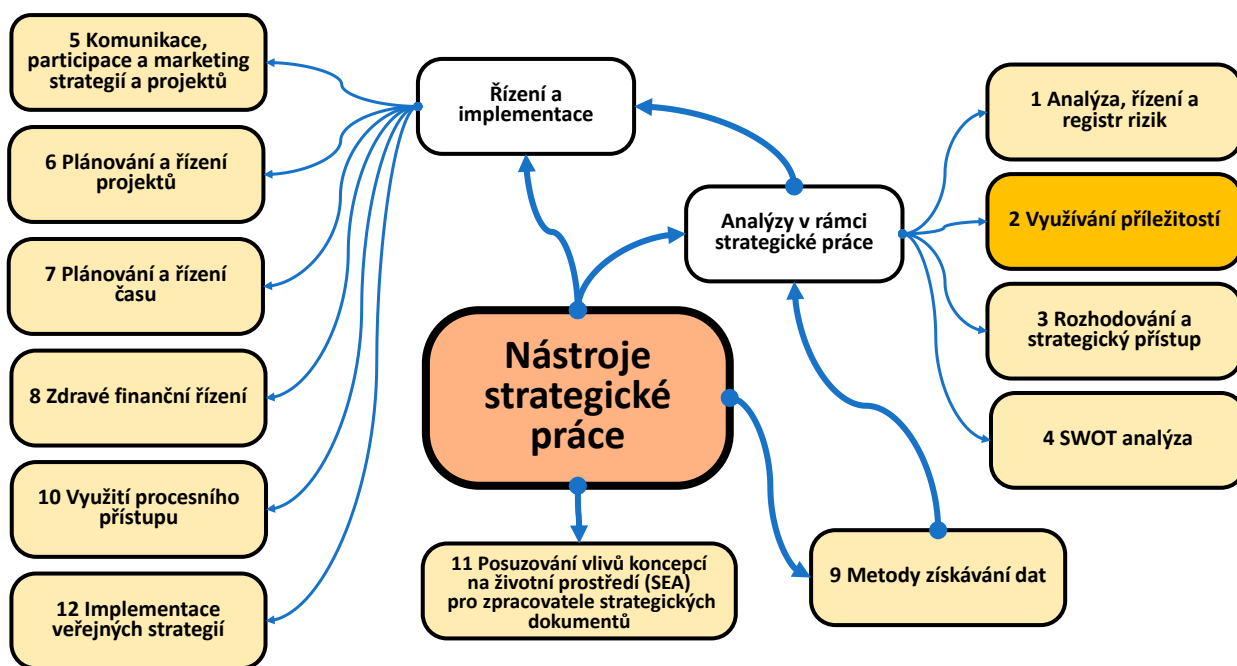 5 Komunikace,
participace a marketing
strategií a projektů
6 Plánování a řízení
projektů
7 Plánování a řízení
času
8 Zdravé finanční řízení
10 Využití procesního
přístupu
12 Implementace
veřejných strategií
Řízení a
implementace
Analýzy v rámci
strategické práce
Nástroje
strategické
práce
11 Posuzování vlivů koncepcí
na životní prostředí (SEA)
pro zpracovatele strategických
dokumentů
9 Metody získávání dat
1 Analýza, řízení a
registr rizik
2 Využívání příležitostí
3 Rozhodování a
strategický přístup
4 SWOT analýza